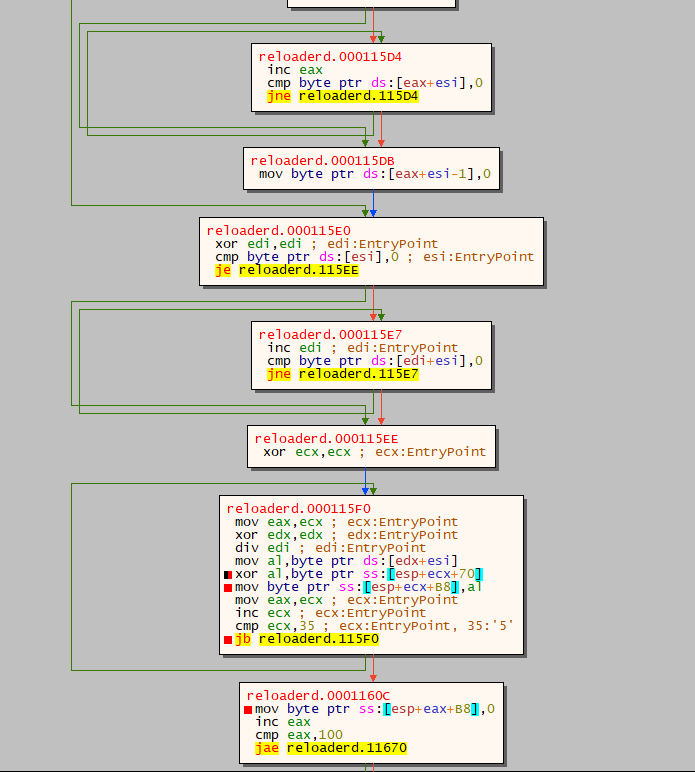 reloaderd.000115D4
inc eax
cmp byte ptr ds:[eax+esi],0
jne reloaderd.115D4
reloaderd.000115DB
mov byte ptr ds:[eax+esi-1],0
reloaderd.000115E0
xor edi,edi ; edi:EntryPoint
cmp byte ptr ds:[esi],0 ; esi:EntryPoint
je reloaderd.115EE
reloaderd.000115E7
inc edi ; edi:EntryPoint
cmp byte ptr ds:[edi+esi],0
jne reloaderd.115E7
reloaderd.000115EE
xor ecx,ecx ; ecx:EntryPoint
reloaderd.000115F0
mov eax,ecx ; ecx:EntryPoint
xor edx,edx ; edx:EntryPoint
div edi ; edi:EntryPoint
mov al,byte ptr ds:[edx+esi]
xor al,byte ptr ss:[esp+ecx+70]
mov byte ptr ss:[esp+ecx+B8],al
mov eax,ecx ; ecx:EntryPoint
inc ecx ; ecx:EntryPoint
cmp ecx,35 ; ecx:EntryPoint, 35:'5'
jb reloaderd.115F0
reloaderd.0001160C
mov byte ptr ss:[esp+eax+B8],0
inc eax
cmp eax,100
jae reloaderd.11670